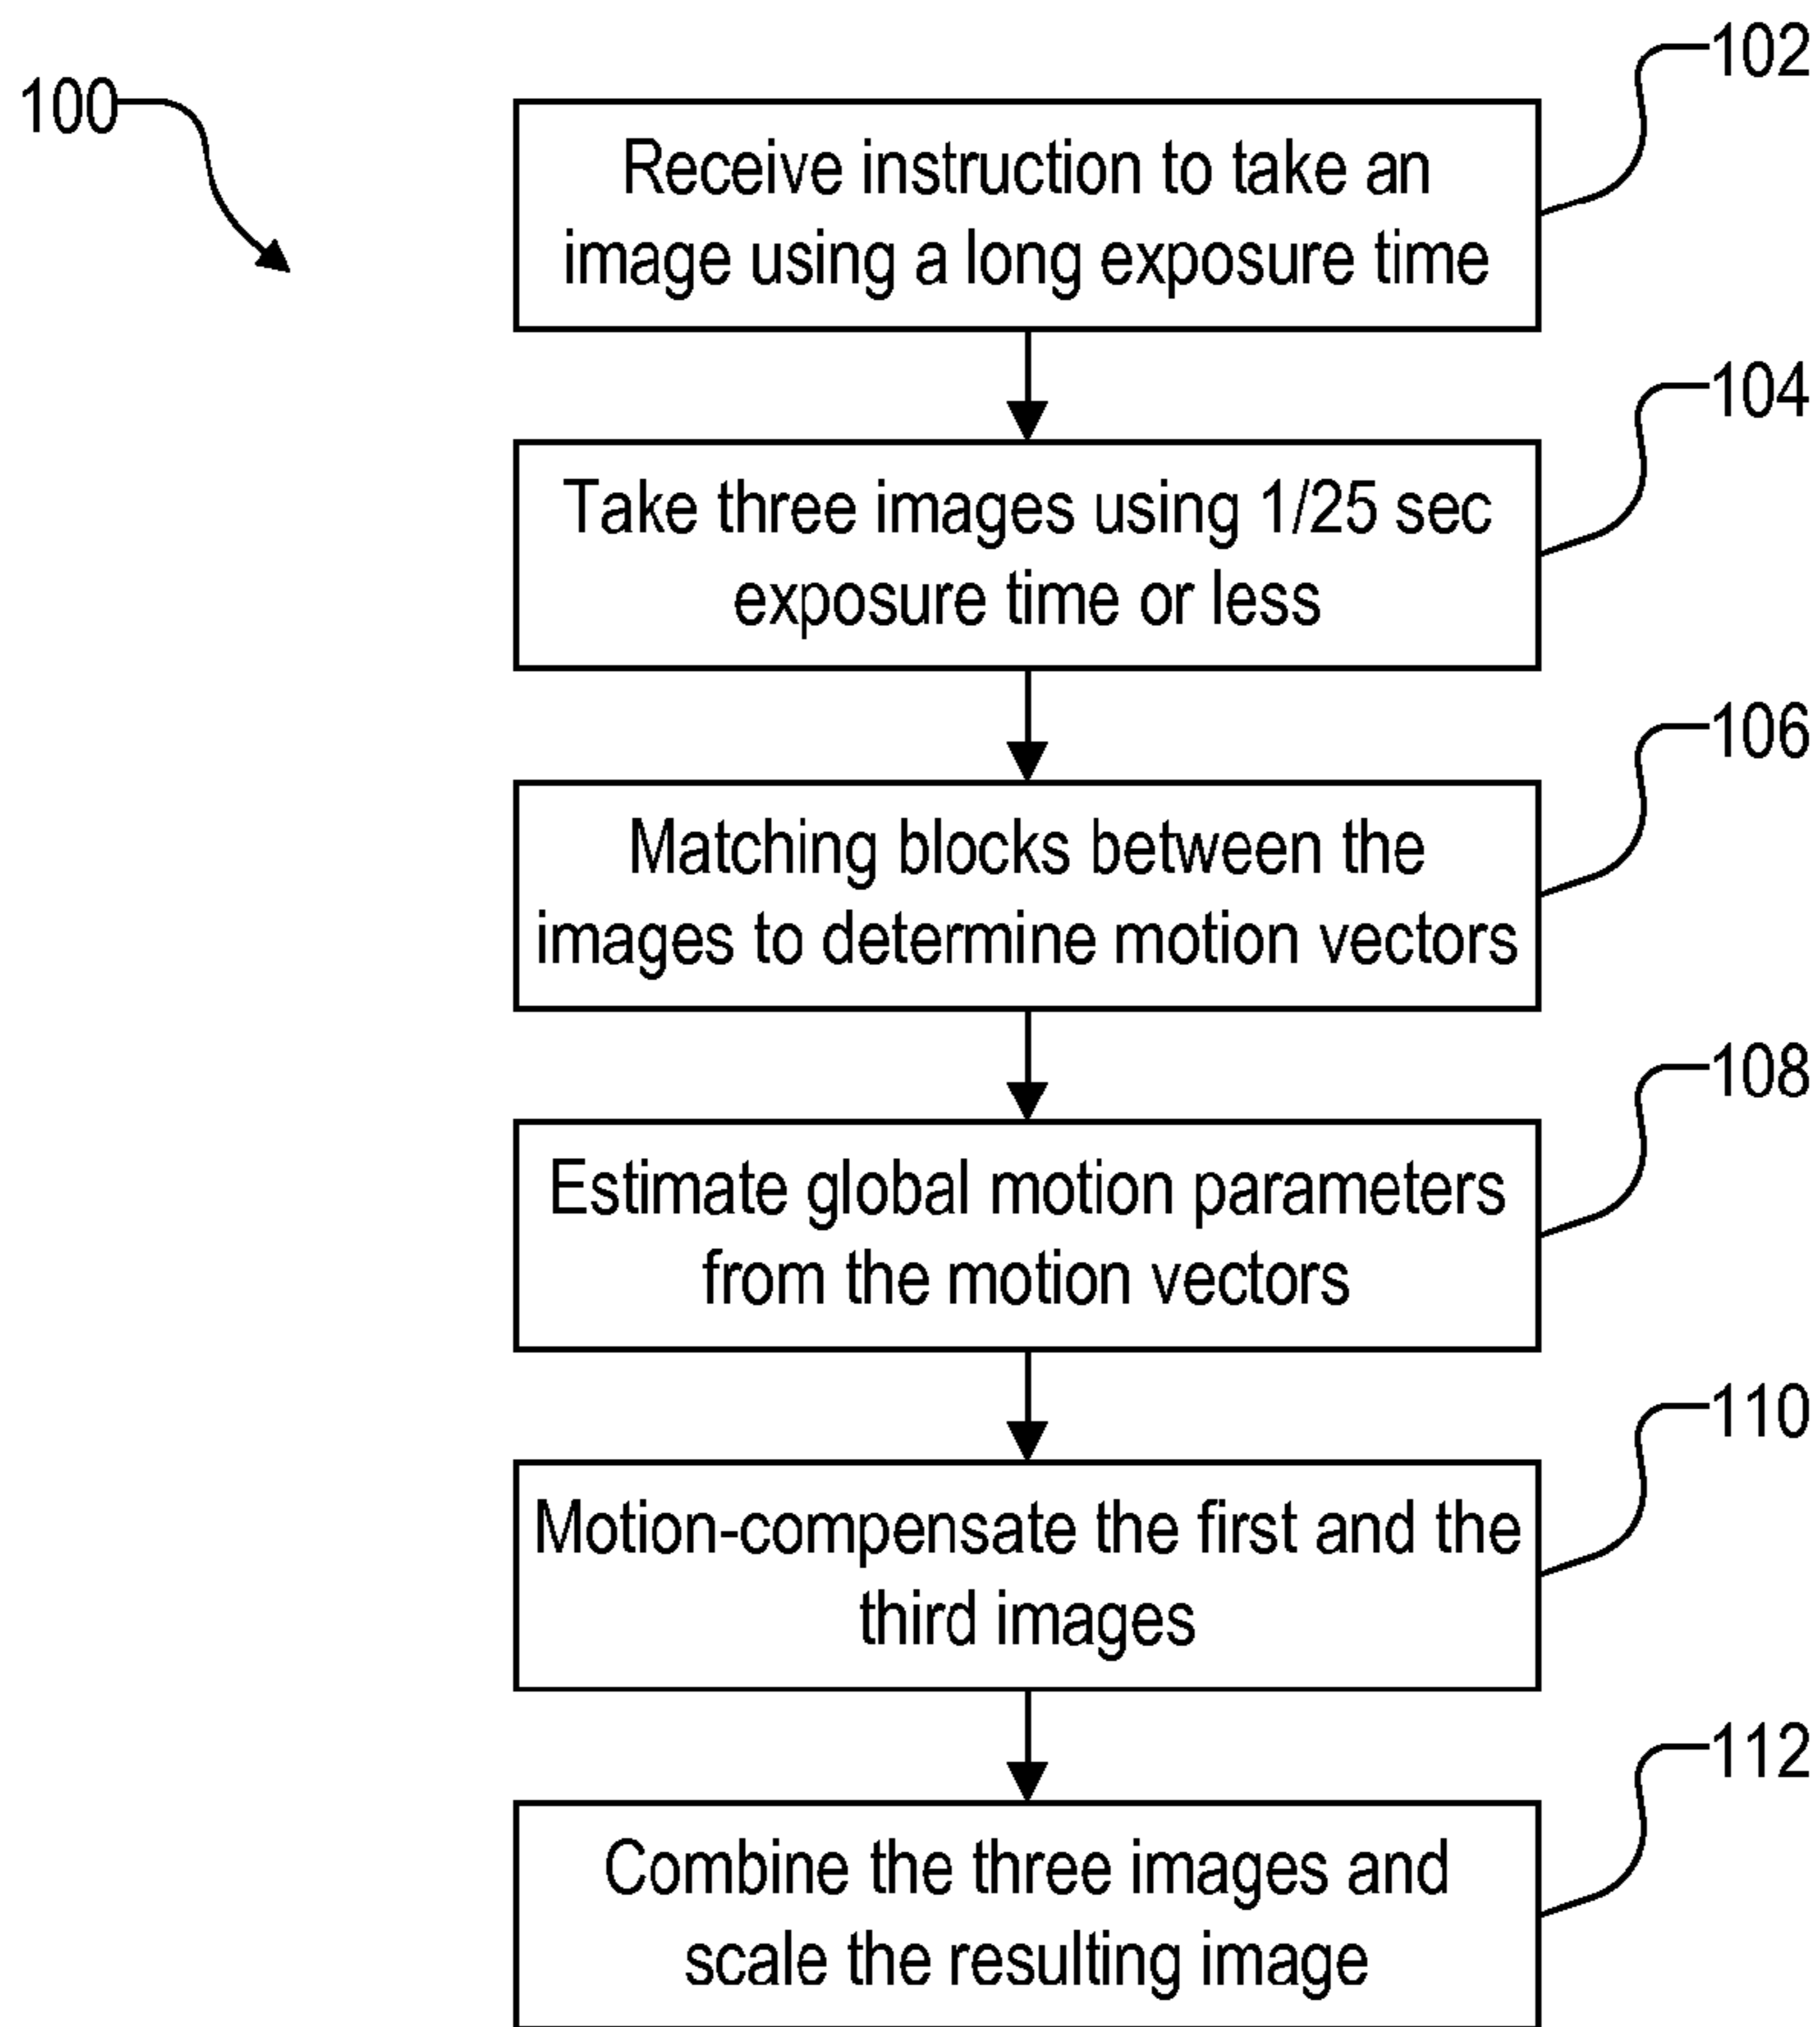 102
100
Receive instruction to take an
image using a long exposure time
104
Take three images using 1/25 sec
exposure time or less
106
Matching blocks between the
images to determine motion vectors
108
Estimate global motion parameters
from the motion vectors
110
Motion-compensate the first and the
third images
112
Combine the three images and
scale the resulting image